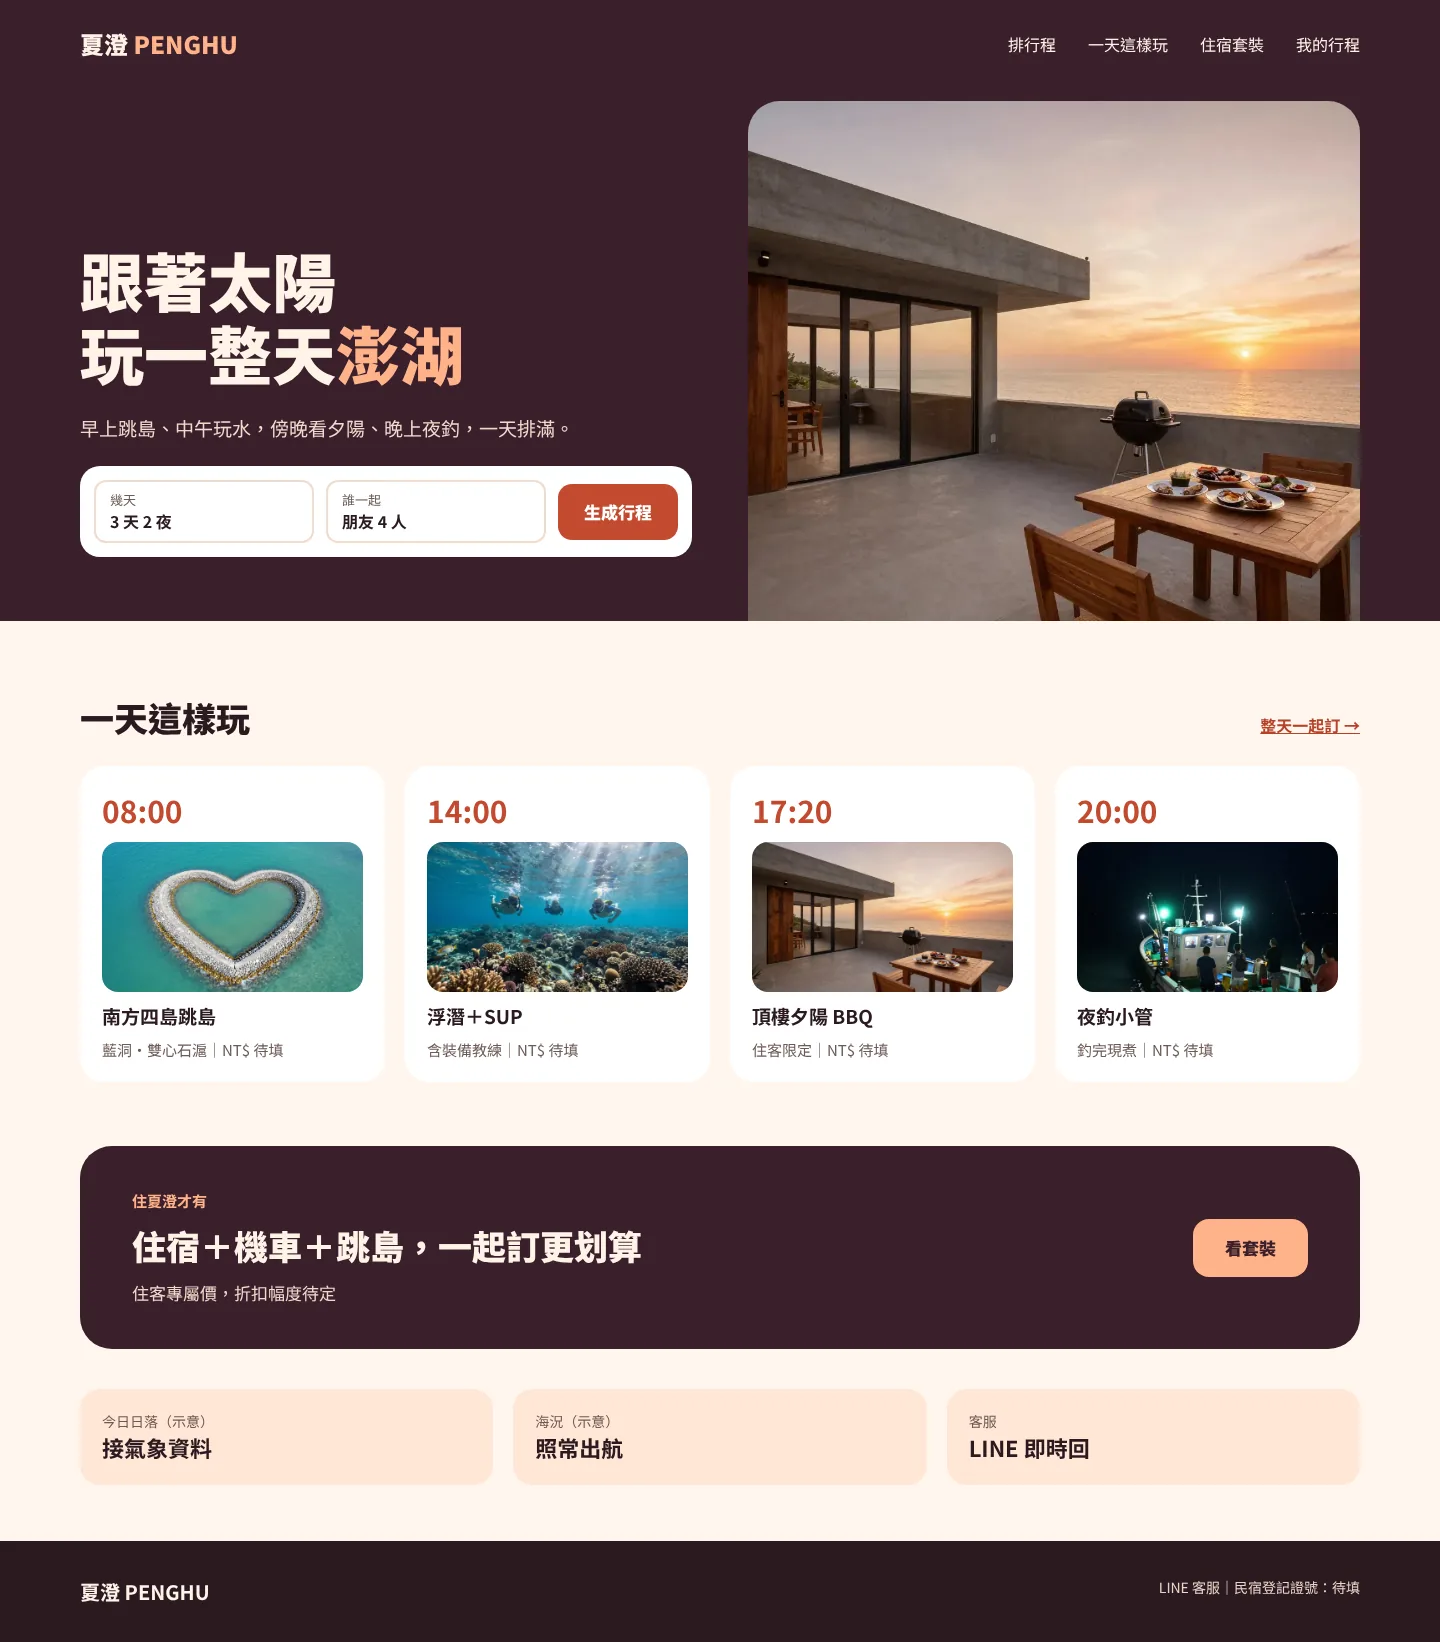 夏澄 PENGHU
排行程 一天這樣玩 住宿套裝 我的行程
跟著太陽
玩一整天澎湖
早上跳島、中午玩水，傍晚看夕陽、晚上夜釣，一天排滿。
幾天
3 天 2 夜
誰一起
朋友 4 人
生成行程
一天這樣玩
整天一起訂 →
08:00
南方四島跳島
藍洞・雙心石滬｜NT$ 待填
14:00
浮潛＋SUP
含裝備教練｜NT$ 待填
17:20
頂樓夕陽 BBQ
住客限定｜NT$ 待填
20:00
夜釣小管
釣完現煮｜NT$ 待填
住夏澄才有
住宿＋機車＋跳島，一起訂更划算
住客專屬價，折扣幅度待定
看套裝
今日日落（示意）
接氣象資料
海況（示意）
照常出航
客服
LINE 即時回
夏澄 PENGHU
LINE 客服｜民宿登記證號：待填